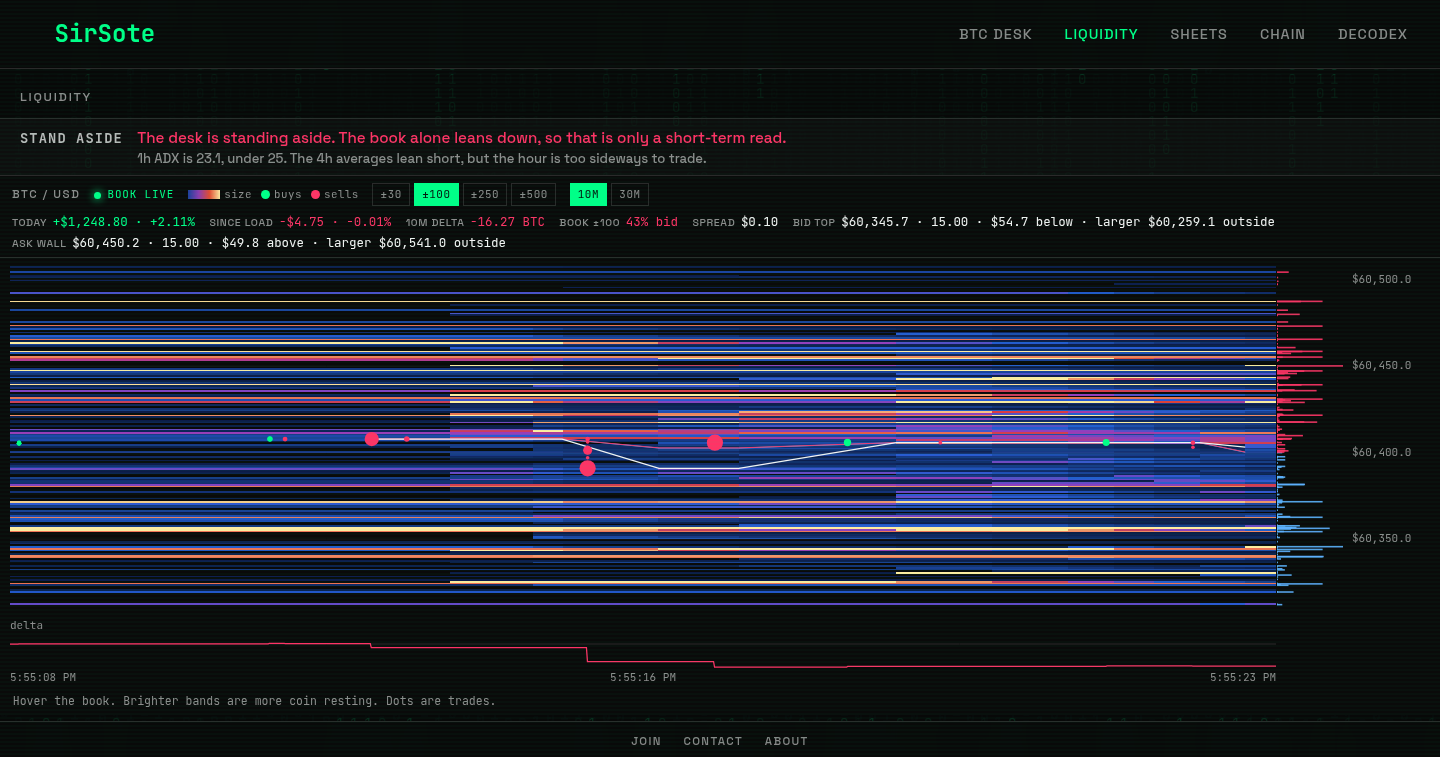 SirSote
BTC DESK LIQUIDITY SHEETS CHAIN DECODEX
LIQUIDITY
STAND ASIDE The desk is standing aside. The book alone leans down, so that is only a short-term read.
1h ADX is 23.1, under 25. The 4h averages lean short, but the hour is too sideways to trade.
BTC / USD BOOK LIVE size buys sells ±30 ±100 ±250 ±500 10M 30M
TODAY +$1,248.80 · +2.11% SINCE LOAD -$4.75 · -0.01% 10M DELTA -16.27 BTC BOOK ±100 43% bid SPREAD $0.10 BID TOP $60,345.7 · 15.00 · $54.7 below · larger $60,259.1 outside
ASK WALL $60,450.2 · 15.00 · $49.8 above · larger $60,541.0 outside
$60,500.0
$60,450.0
$60,400.0
$60,350.0
delta
5:55:08 PM 5:55:16 PM 5:55:23 PM
Hover the book. Brighter bands are more coin resting. Dots are trades.
JOIN CONTACT ABOUT